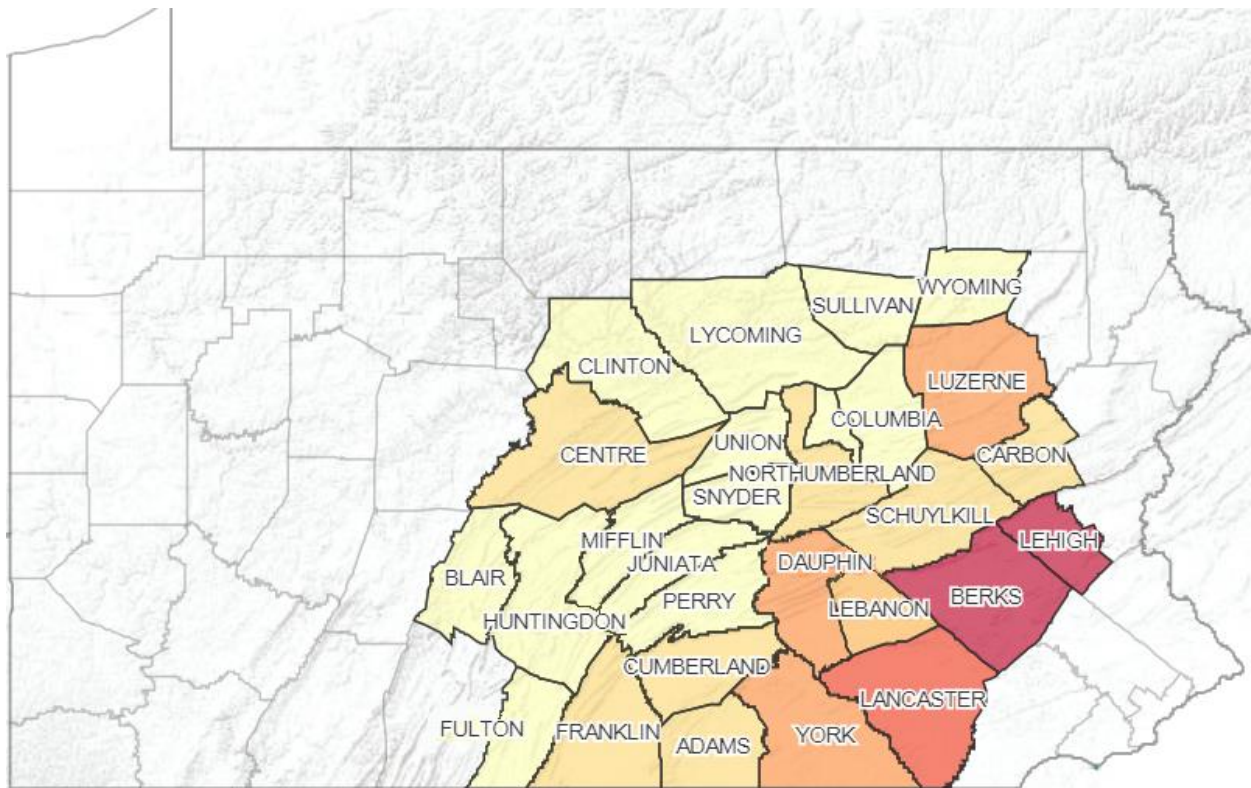 WYOMING
SULLIVAN
LYCOMING
CLINTON
LUZERNE
COLUMBIA
UNION
CENTRE
CARBON
NORTHUMBERLAND
SNYDER
SCHUYLKILL
MIFFLIN
LEHIGH
JUNIATA
DAUPHIN
BLAIR
BERKS
PERRY
LEBANON
HUNTINGDON
CUMBERLAND
LANCASTER
FULTON
FRANKLIN
ADAMS
YORK